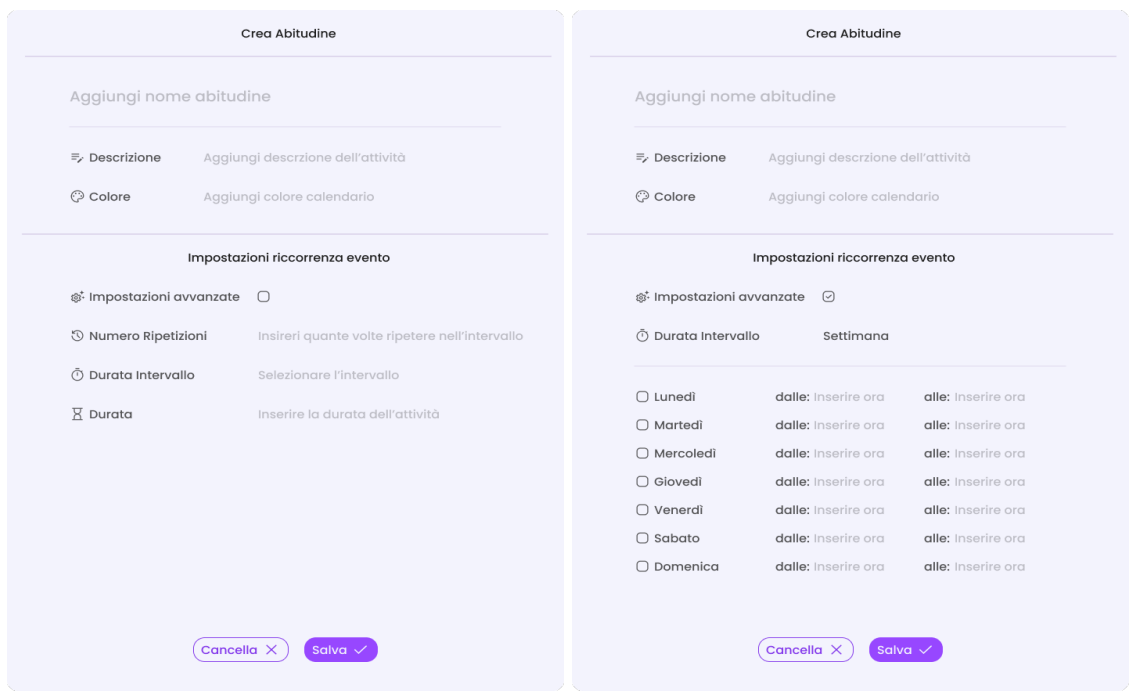 Crea Abitudine
Aggiungi nome abitudine
Descrizione Aggiungi descrzione dell'attività
Colore Aggiungi colore calendario
Impostazioni riccorrenza evento
Impostazioni avvanzate
Numero Ripetizioni Insireri quante volte ripetere nell'intervallo
Durata Intervallo Selezionare l'intervallo
Durata Inserire la durata dell'attività
Cancella Salva
Crea Abitudine
Aggiungi nome abitudine
Descrizione Aggiungi descrzione dell'attività
Colore Aggiungi colore calendario
Impostazioni riccorrenza evento
Impostazioni avvanzate
Durata Intervallo Settimana
Lunedì dalle: Inserire ora alle: Inserire ora
Martedì dalle: Inserire ora alle: Inserire ora
Mercoledì dalle: Inserire ora alle: Inserire ora
Giovedì dalle: Inserire ora alle: Inserire ora
Venerdì dalle: Inserire ora alle: Inserire ora
Sabato dalle: Inserire ora alle: Inserire ora
Domenica dalle: Inserire ora alle: Inserire ora
Cancella Salva